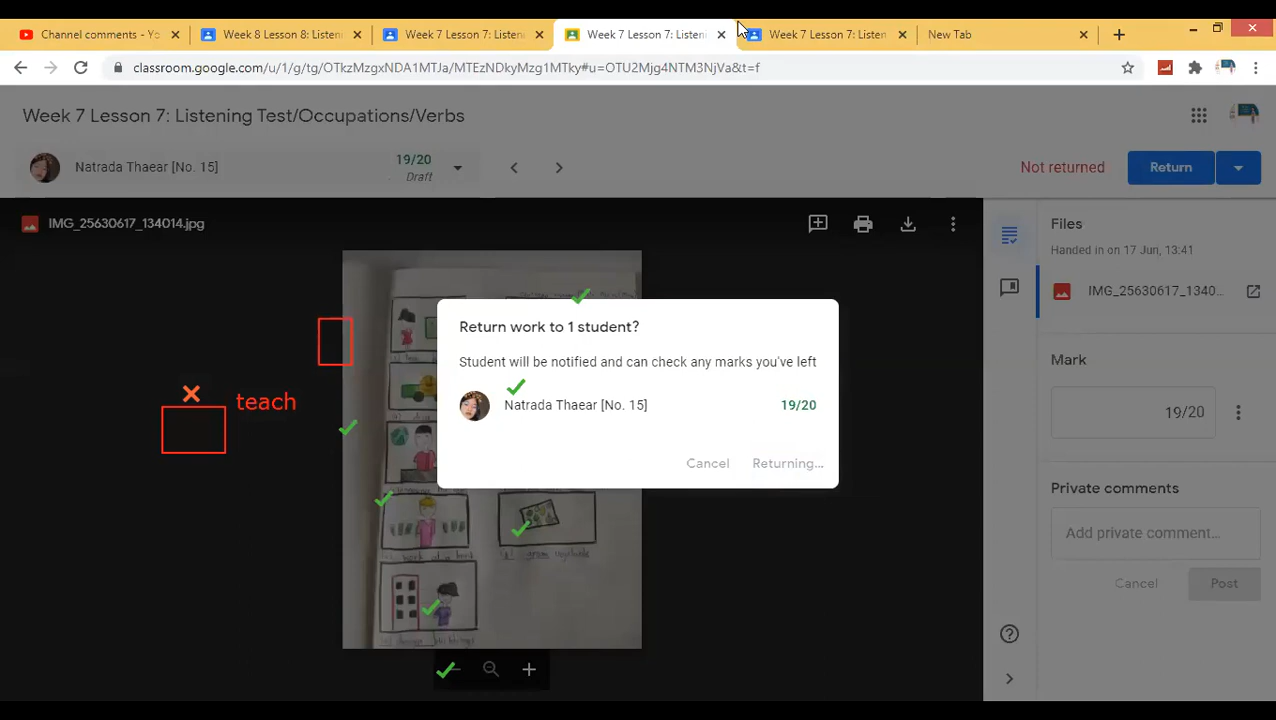 Channel comments - Yo
Week 8 Lesson 8: Listeni
Week 7 Lesson 7: Listeni
Week 7 Lesson 7: Listeni
Week 7 Lesson 7: Listeni
New Tab
classroom.google.com/u/1/g/tg/OTkzMzgxNDA1MTJa/MTEzNDkyMzg1MTky#u=OTU2Mjg4NTM3NjVa&t=f
Week 7 Lesson 7: Listening Test/Occupations/Verbs
Natrada Thaear [No. 15]
19/20
Draft
Not returned
Return
IMG_25630617_134014.jpg
Files
Handed in on 17 Jun, 13:41
IMG_25630617_1340...
Return work to 1 student?
Student will be notified and can check any marks you've left
Natrada Thaear [No. 15]
19/20
Cancel
Returning...
teach
Mark
19/20
Private comments
Add private comment...
Cancel
Post
work at a bank
grow vegetable